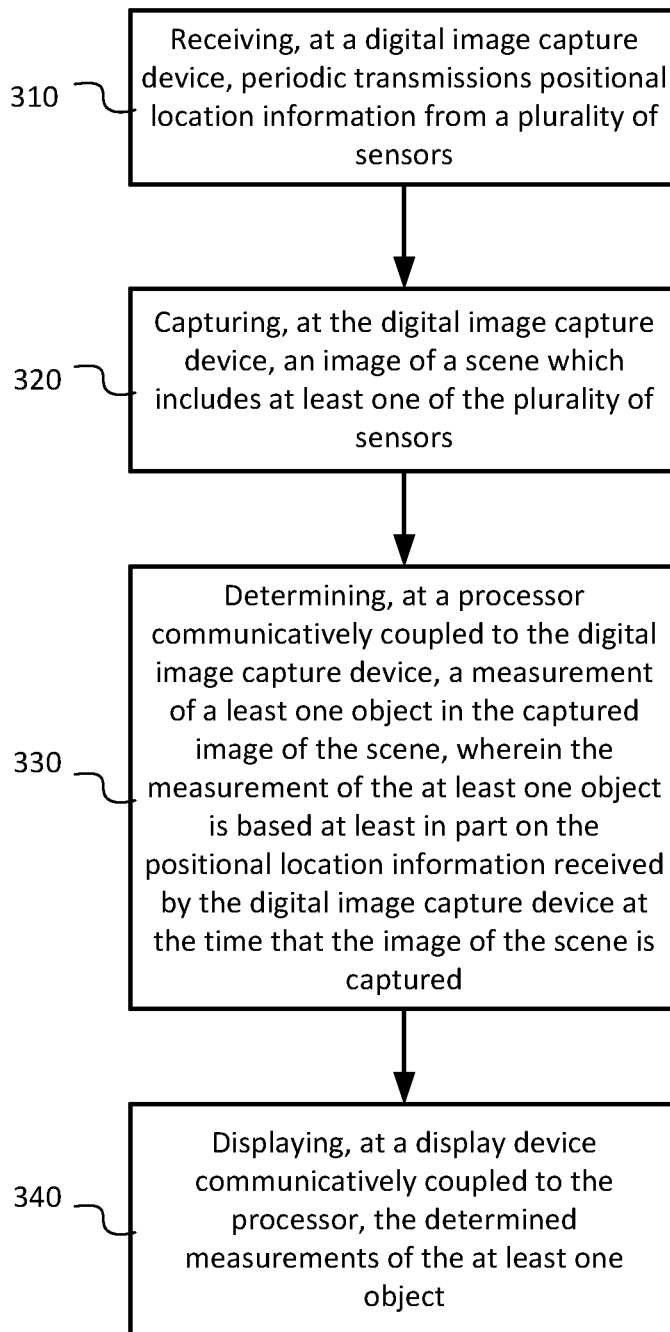 310
Receiving, at a digital image capture
device, periodic transmissions positional
location information from a plurality of
sensors
320
Capturing, at the digital image capture
device, an image of a scene which
includes at least one of the plurality of
sensors
330
Determining, at a processor
communicatively coupled to the digital
image capture device, a measurement
of a least one object in the captured
image of the scene, wherein the
measurement of the at least one object
is based at least in part on the
positional location information received
by the digital image capture device at
the time that the image of the scene is
captured
340
Displaying, at a display device
communicatively coupled to the
processor, the determined
measurements of the at least one
object